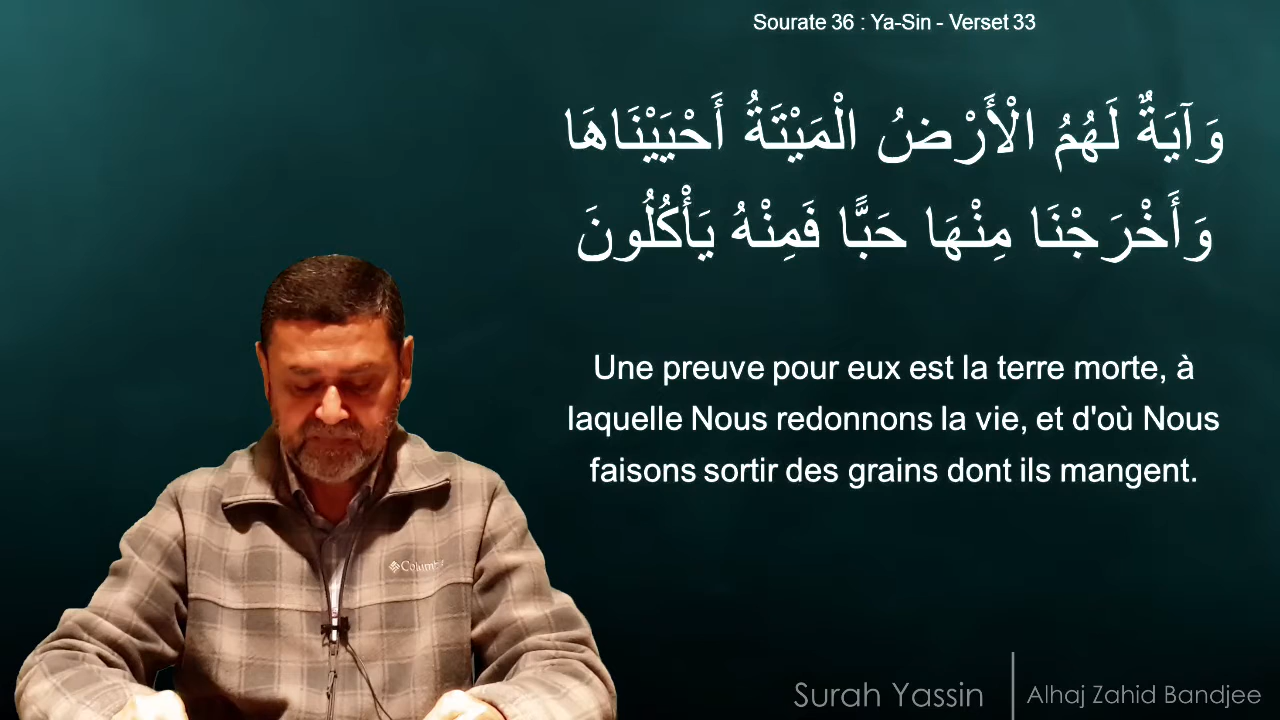 Sourate 36 : Ya-Sin - Verset 33
وَآيَةٌ لَهُمُ الْأَرْضُ الْمَيْتَةُ أَحْيَيْنَاهَا
وَأَخْرَجْنَا مِنْهَا حَبًّا فَمِنْهُ يَأْكُلُونَ
Une preuve pour eux est la terre morte, à
laquelle Nous redonnons la vie, et d'où Nous
faisons sortir des grains dont ils mangent.
Columbia
Surah Yassin
Alhaj Zahid Bandjee